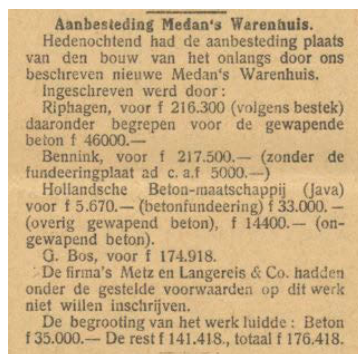 Aanbesteding Medan's Warenhuis.
Hedenochtend had de aanbesteding plaats
van den bouw van het onlangs door ons
beschreven nieuwe Medan's Warenhuis.
Ingeschreven werd door:
Riphagen, voor f 216.300 (volgens bestek)
daaronder begrepen voor de gewapende
beton f 46000.—
Bennink, voor f 217.500.— (zonder de
fundeeringplaat ad c. a.f 5000.—)
Hollandsche Beton-maatschappij (Java)
voor f 5.670.— (betonfundeering) f 33.000.—
(overig gewapend beton), f 14400.— (on-
gewapend beton).
G. Bos, voor f 174.918.
De firma's Metz en Langereis & Co. hadden
onder de gestelde voorwaarden op dit werk
niet willen inschrijven.
De begrooting van het werk luidde: Beton
f 35.000.— De rest f 141.418., totaal f 176.418.